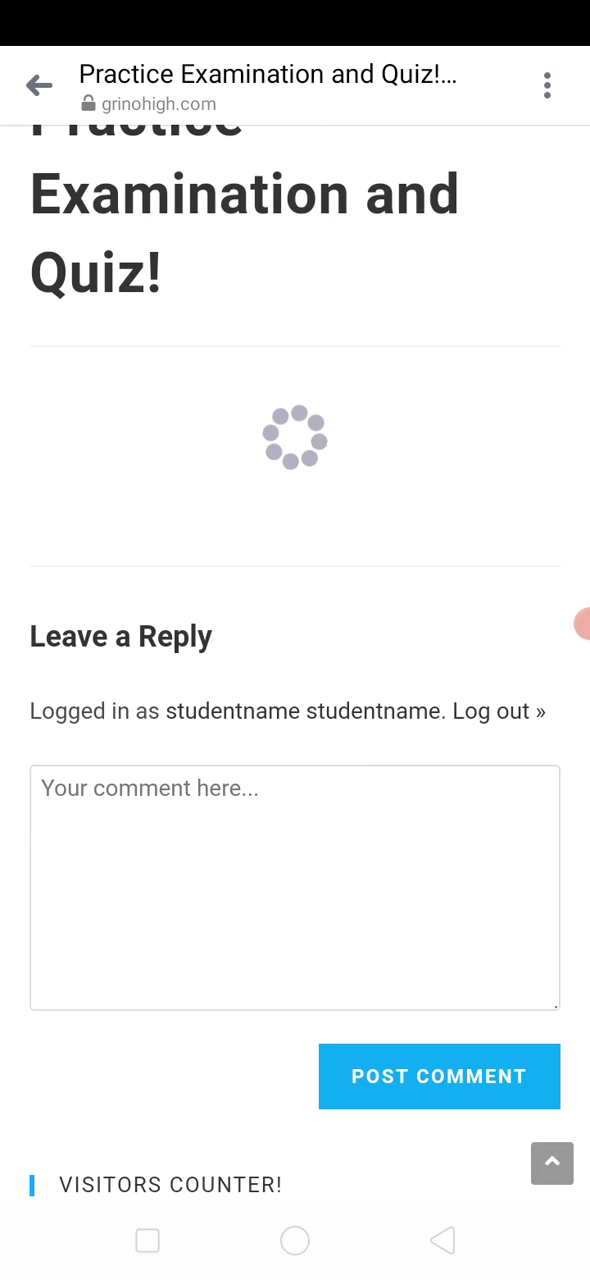 Practice Examination and Quiz!...
grinohigh.com
Practice
Examination and
Quiz!
Leave a Reply
Logged in as studentname studentname. Log out »
Your comment here...
POST COMMENT
VISITORS COUNTER!